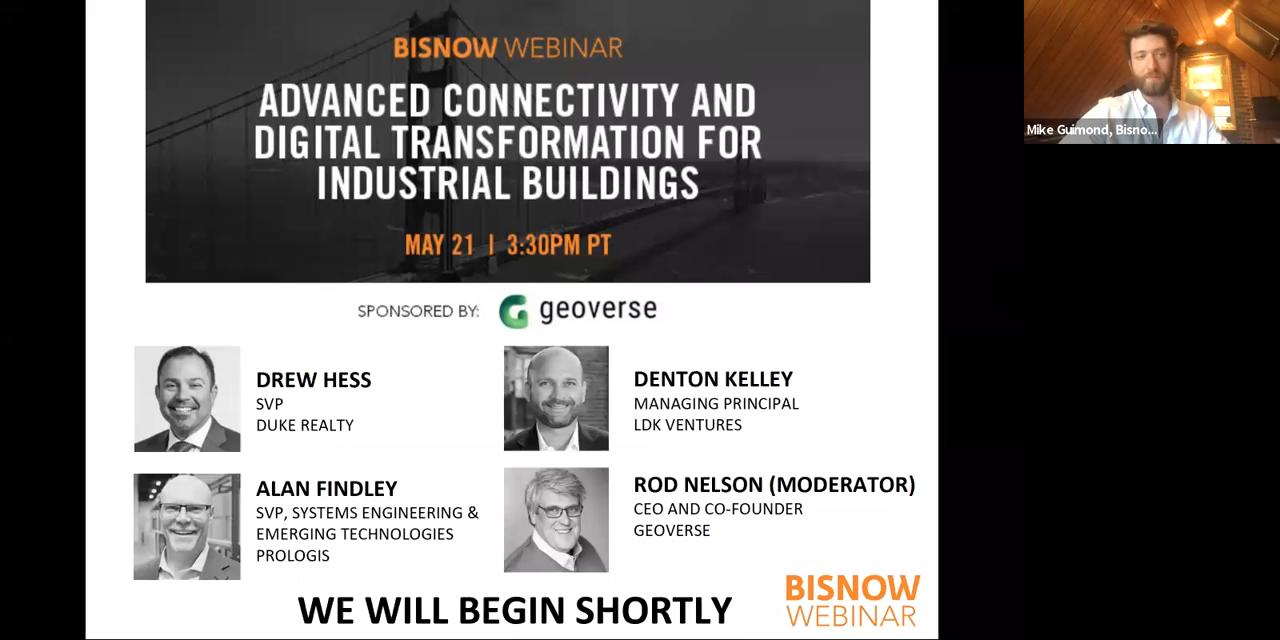 BISNOW WEBINAR
ADVANCED CONNECTIVITY AND
DIGITAL TRANSFORMATION FOR
INDUSTRIAL BUILDINGS
MAY 21 | 3:30PM PT
SPONSORED BY: geoverse
DREW HESS
SVP
DUKE REALTY
DENTON KELLEY
MANAGING PRINCIPAL
LDK VENTURES
ALAN FINDLEY
SVP, SYSTEMS ENGINEERING &
EMERGING TECHNOLOGIES
PROLOGIS
ROD NELSON (MODERATOR)
CEO AND CO-FOUNDER
GEOVERSE
WE WILL BEGIN SHORTLY
BISNOW
WEBINAR
Mike Guimond, Bisno...